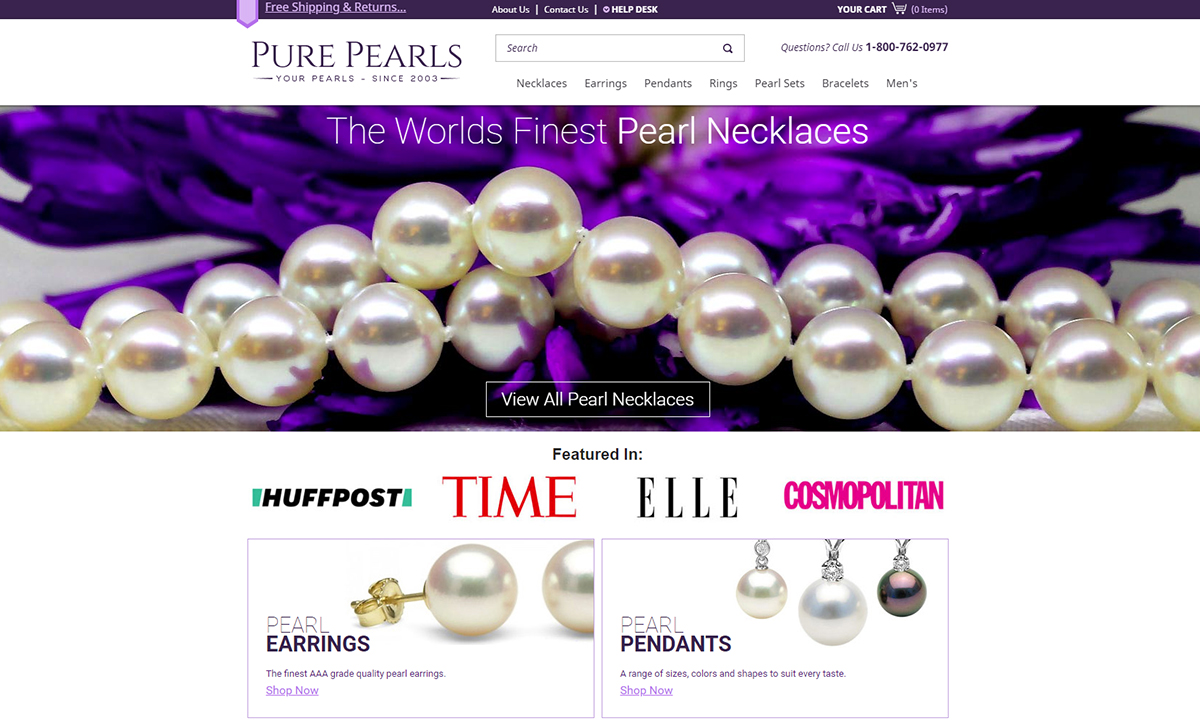 Free Shipping & Returns...
About Us | Contact Us | HELP DESK
YOUR CART (0 Items)
PURE PEARLS
YOUR PEARLS - SINCE 2003
Search
Questions? Call Us 1-800-762-0977
Necklaces Earrings Pendants Rings Pearl Sets Bracelets Men's
The Worlds Finest Pearl Necklaces
View All Pearl Necklaces
Featured In:
HUFFPOST TIME ELLE COSMOPOLITAN
PEARL
EARRINGS
The finest AAA grade quality pearl earrings.
Shop Now
PEARL
PENDANTS
A range of sizes, colors and shapes to suit every taste.
Shop Now